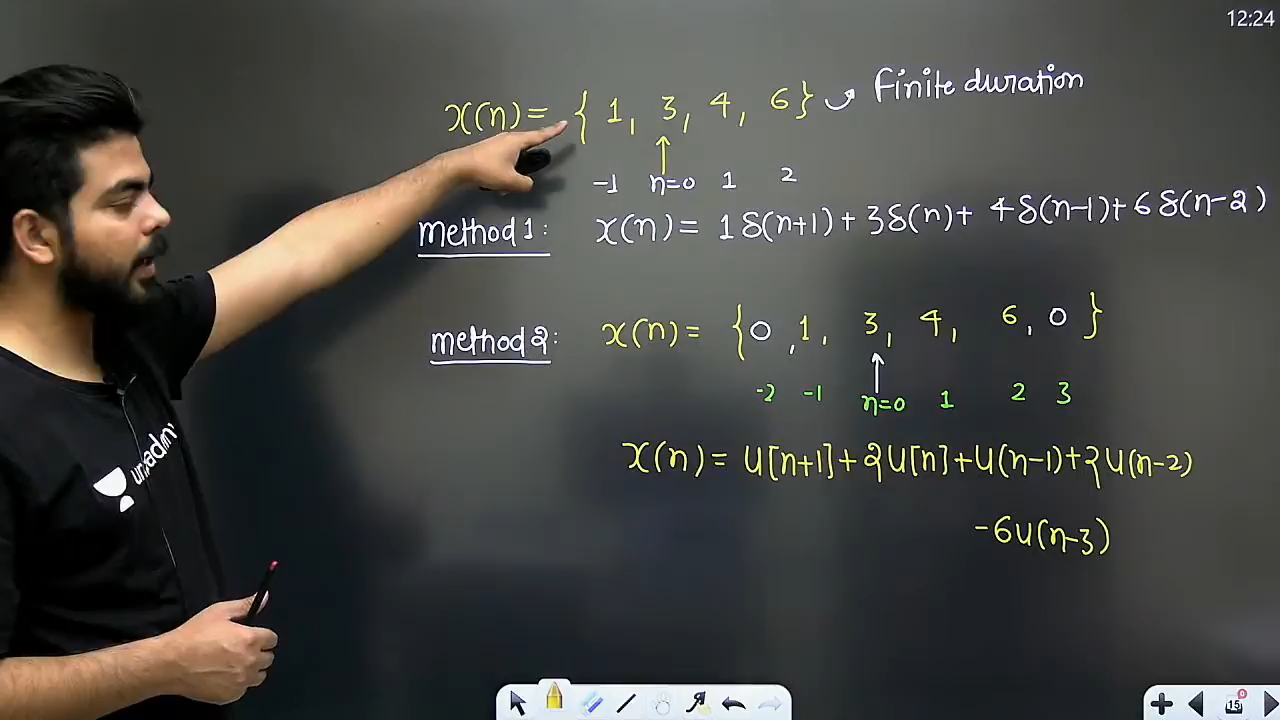 12:24
x(n) = { 1, 3, 4, 6} Finite duration
-1 n=0 1 2
Method 1: x(n) = 1δ(n+1) + 3δ(n) + 4δ(n-1) + 6δ(n-2)
Method 2: x(n) = {0, 1, 3, 4, 6, 0}
-2 -1 n=0 1 2 3
x(n) = u[n+1] + 2u[n] + u(n-1) + 2u(n-2)
-6u(n-3)
15
0